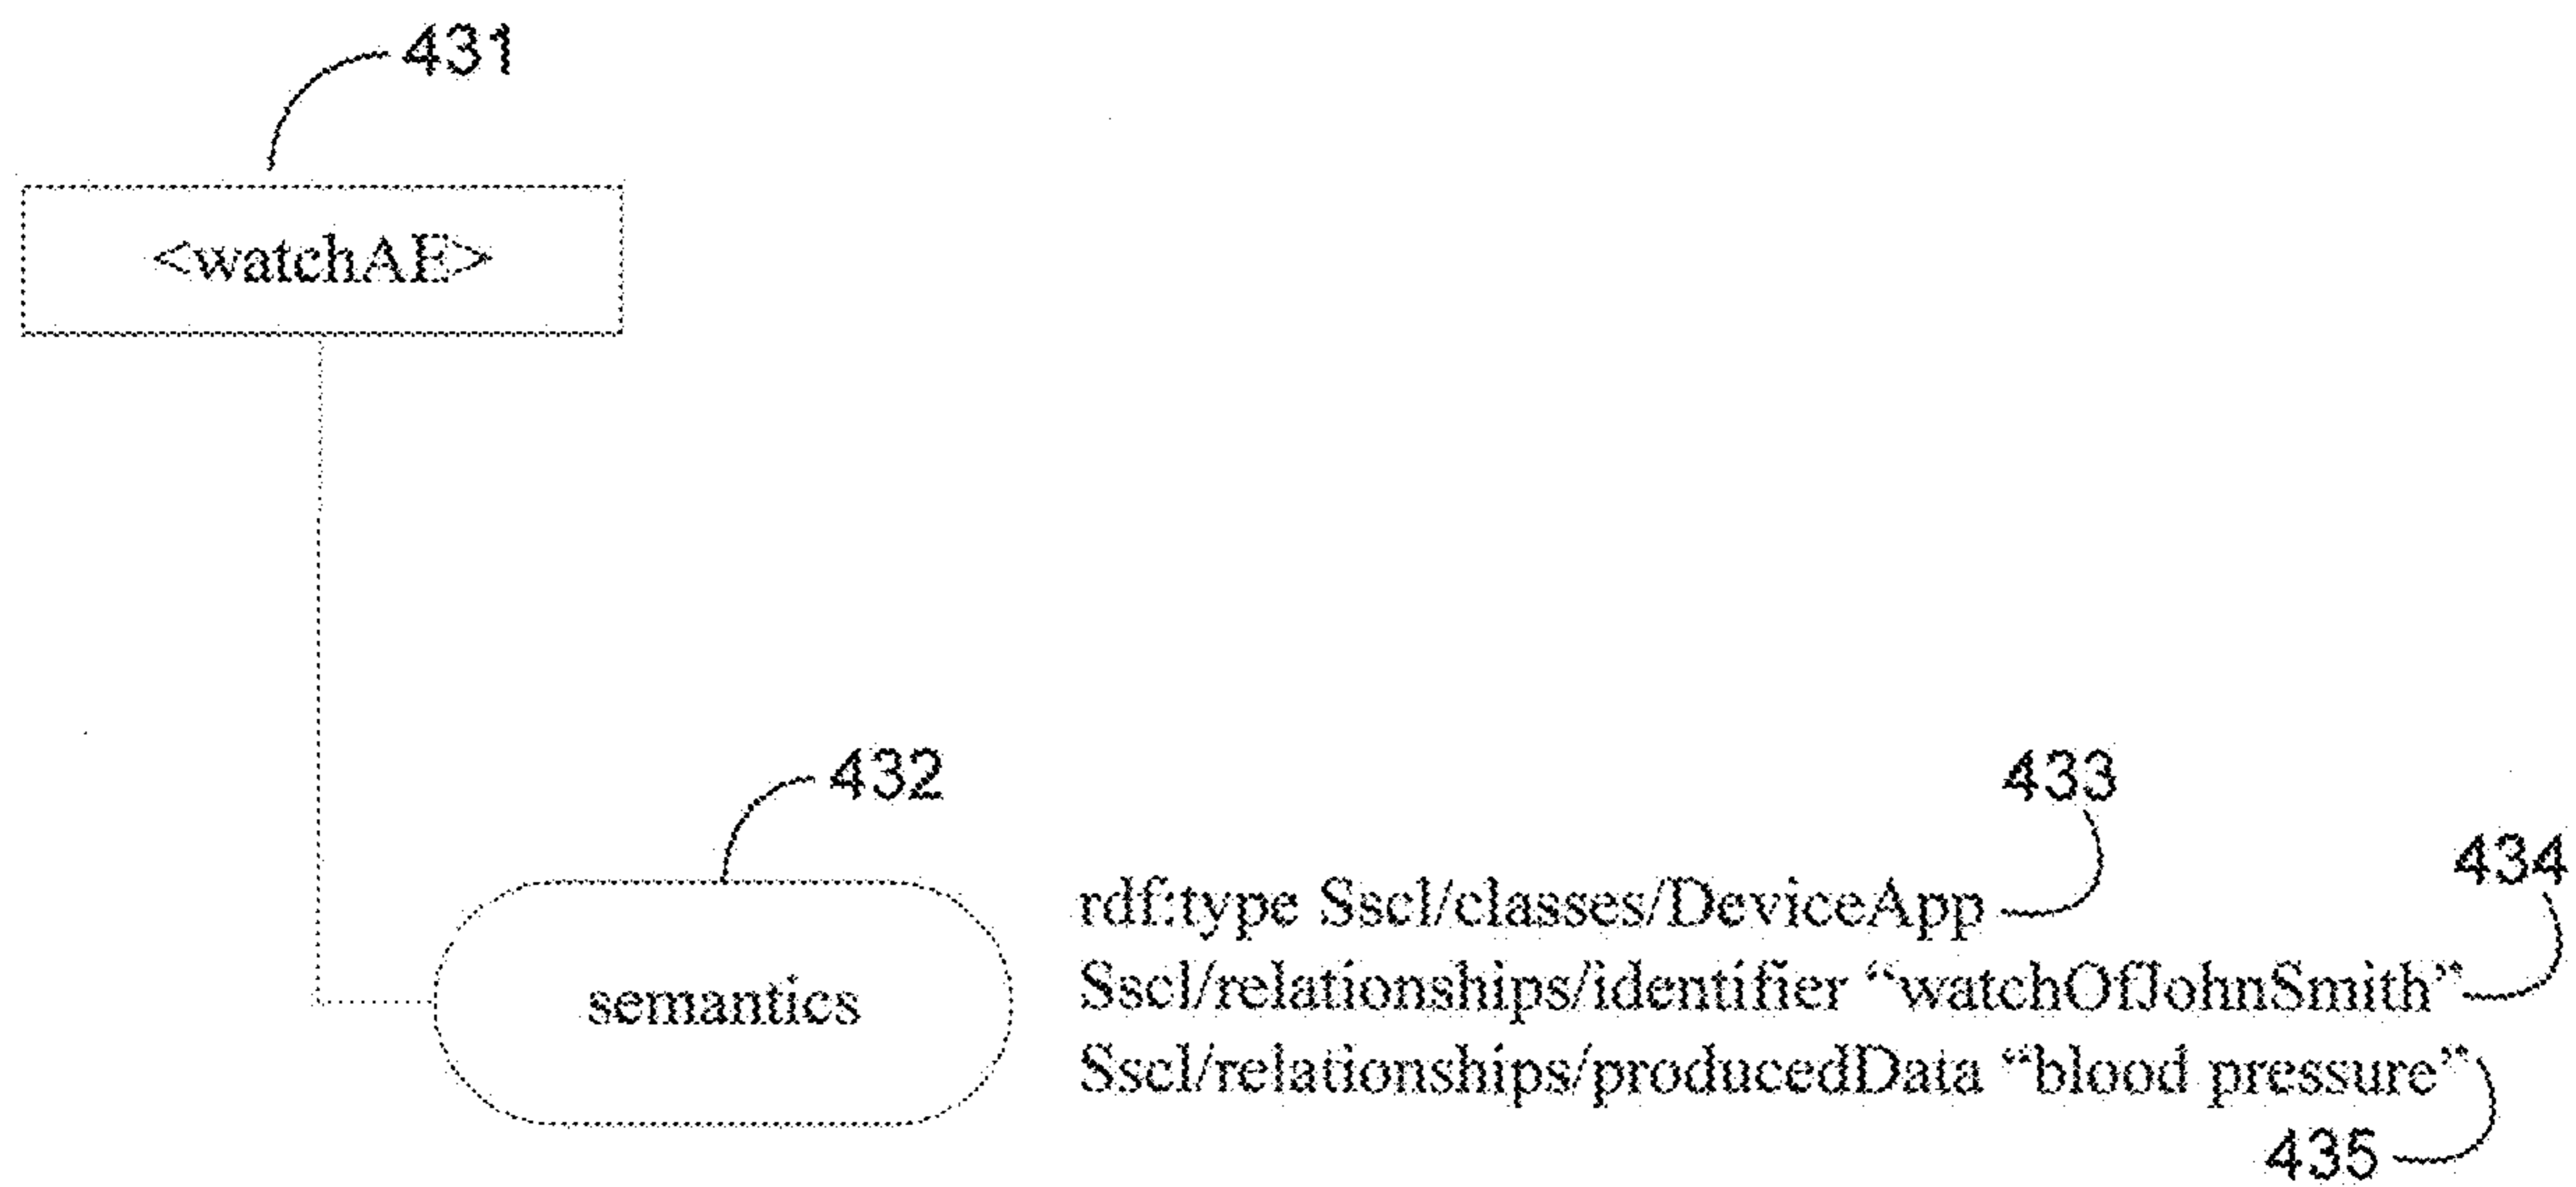 431
<watchAE>
432
433
434
rdf:type Sscl/classes/DeviceApp
Sscl/relationships/identifier “watchOfJohnSmith”
semantics
Sscl/relationships/producedData “blood pressure”
435